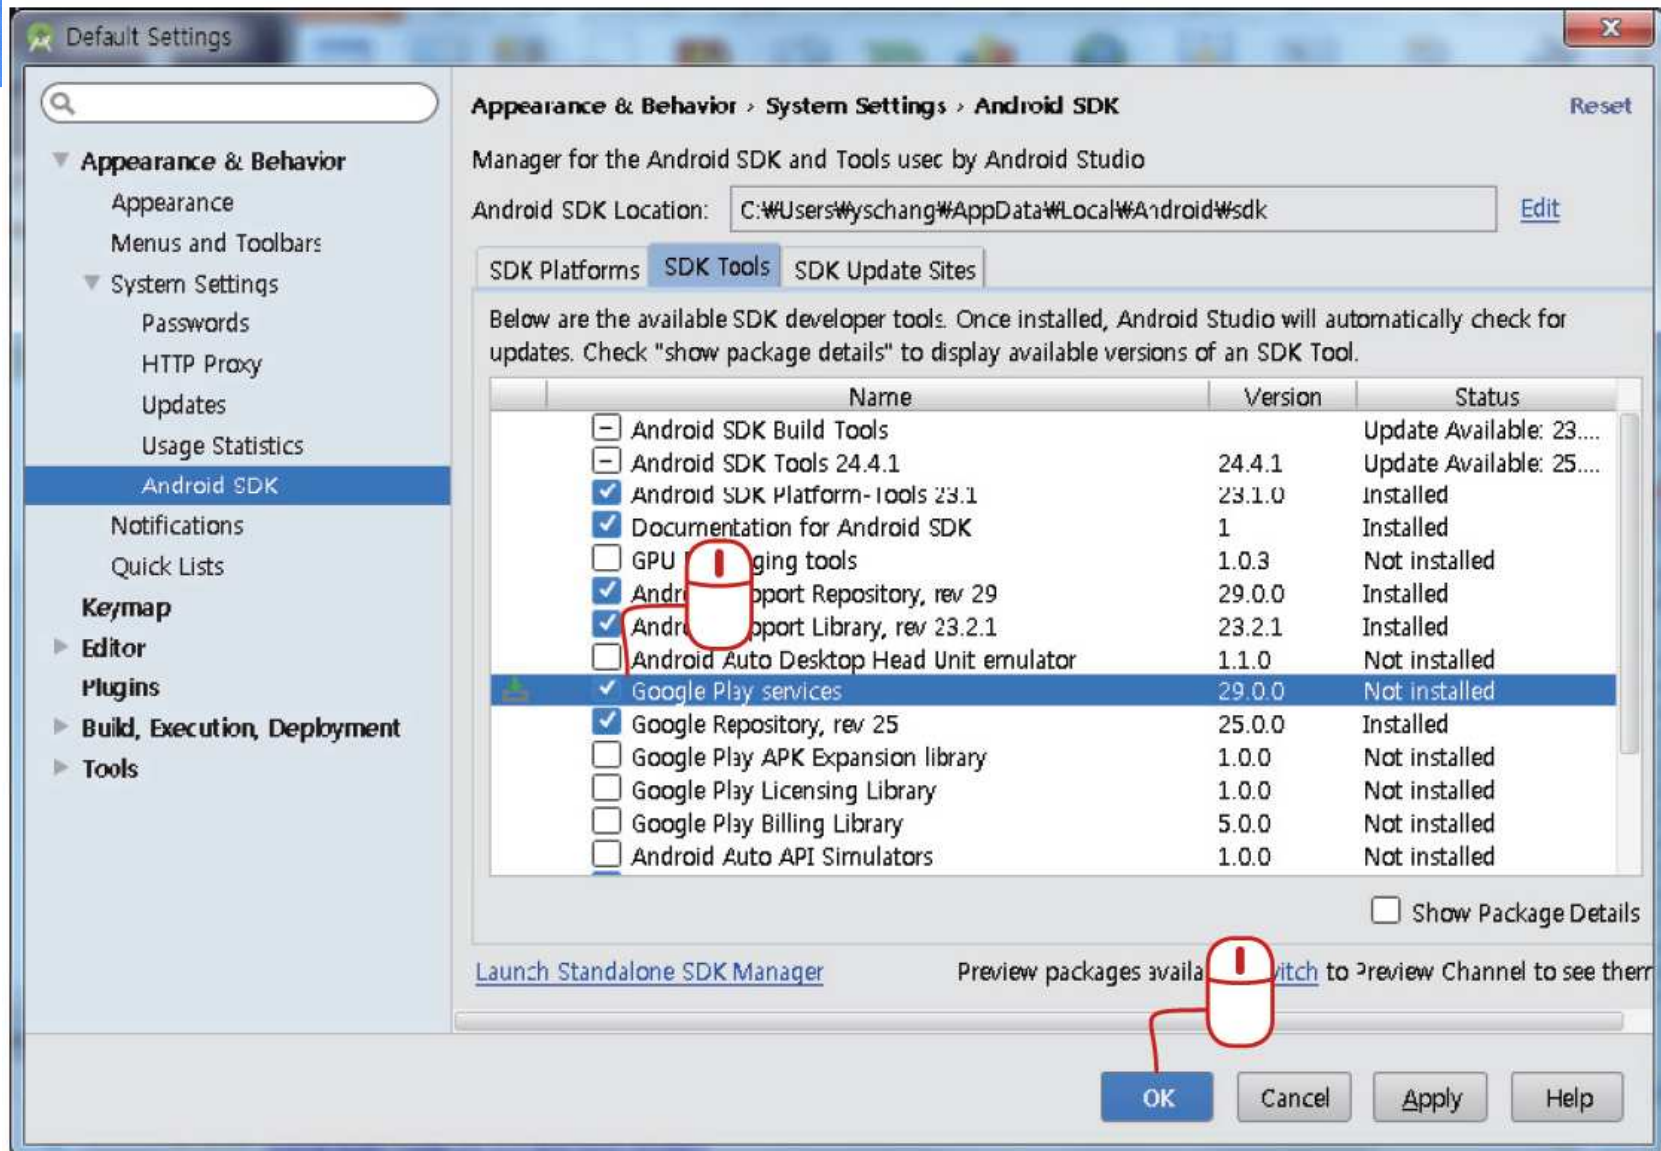 Default Settings
Appearance & Behavior › System Settings › Android SDK
Reset
Appearance & Behavior
Appearance
Menus and Toolbars
System Settings
Passwords
HTTP Proxy
Updates
Usage Statistics
Android SDK
Notifications
Quick Lists
Keymap
Editor
Plugins
Build, Execution, Deployment
Tools
Manager for the Android SDK and Tools used by Android Studio
Android SDK Location: C:₩Users₩yschang₩AppData₩Local₩Android₩sdk Edit
SDK Platforms SDK Tools SDK Update Sites
Below are the available SDK developer tools. Once installed, Android Studio will automatically check for
updates. Check "show package details" to display available versions of an SDK Tool.
Name Version Status
Android SDK Build Tools Update Available: 23....
Android SDK Tools 24.4.1 24.4.1 Update Available: 25....
Android SDK Platform-Tools 23.1 23.1.0 Installed
Documentation for Android SDK 1 Installed
GPU ging tools 1.0.3 Not installed
Andr pport Repository, rev 29 29.0.0 Installed
Andr pport Library, rev 23.2.1 23.2.1 Installed
Android Auto Desktop Head Unit emulator 1.1.0 Not installed
Google Play services 29.0.0 Not installed
Google Repository, rev 25 25.0.0 Installed
Google Play APK Expansion library 1.0.0 Not installed
Google Play Licensing Library 1.0.0 Not installed
Google Play Billing Library 5.0.0 Not installed
Android Auto API Simulators 1.0.0 Not installed
Show Package Details
Launch Standalone SDK Manager Preview packages availa itch to Preview Channel to see them
OK Cancel Apply Help